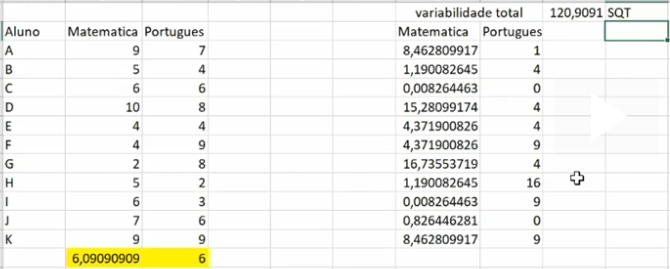 variabilidade total 120,9091 SQT
Aluno Matematica Portugues Matematica Portugues
A 9 7 8,462809917 1
B 5 4 1,190082645 4
C 6 6 0,008264463 0
D 10 8 15,28099174 4
E 4 4 4,371900826 4
F 4 9 4,371900826 9
G 2 8 16,73553719 4
H 5 2 1,190082645 16
I 6 3 0,008264463 9
J 7 6 0,826446281 0
K 9 9 8,462809917 9
6,09090909 6